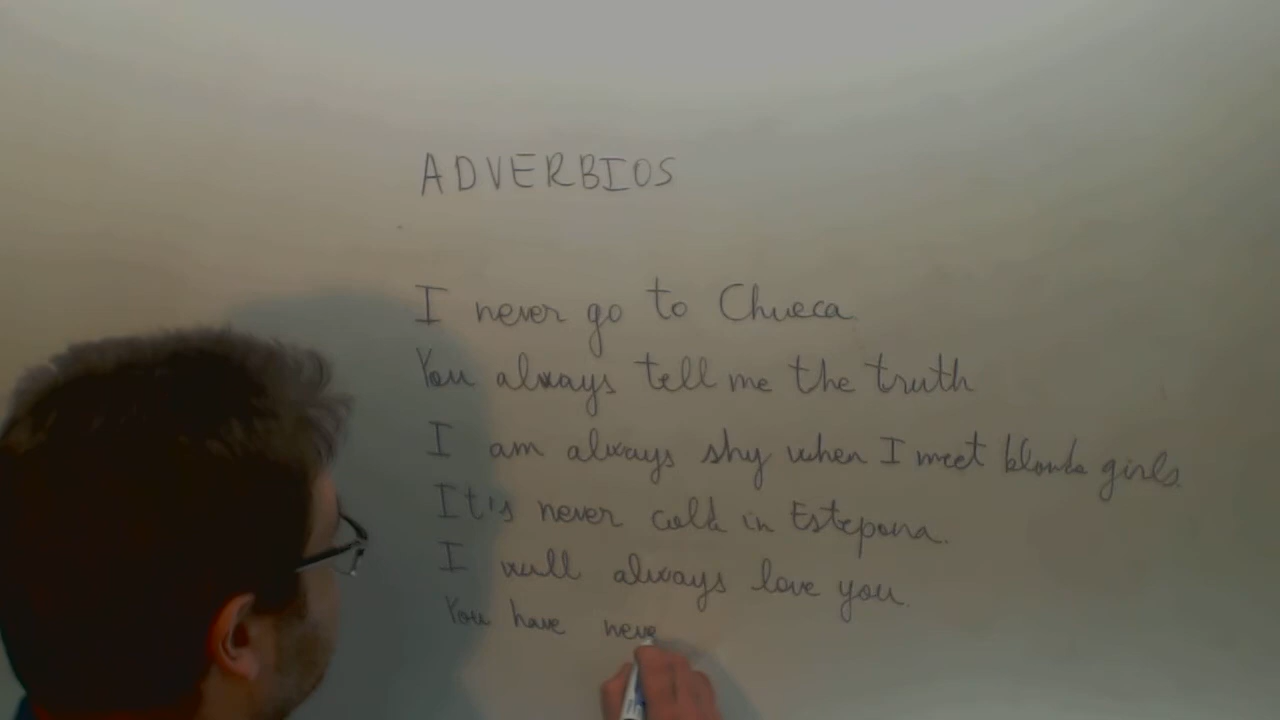 ADVERBIOS
I never go to Chueca
You always tell me the truth
I am always shy when I meet blonde girls
It's never cold in Estepona.
I will always love you.
You have neve